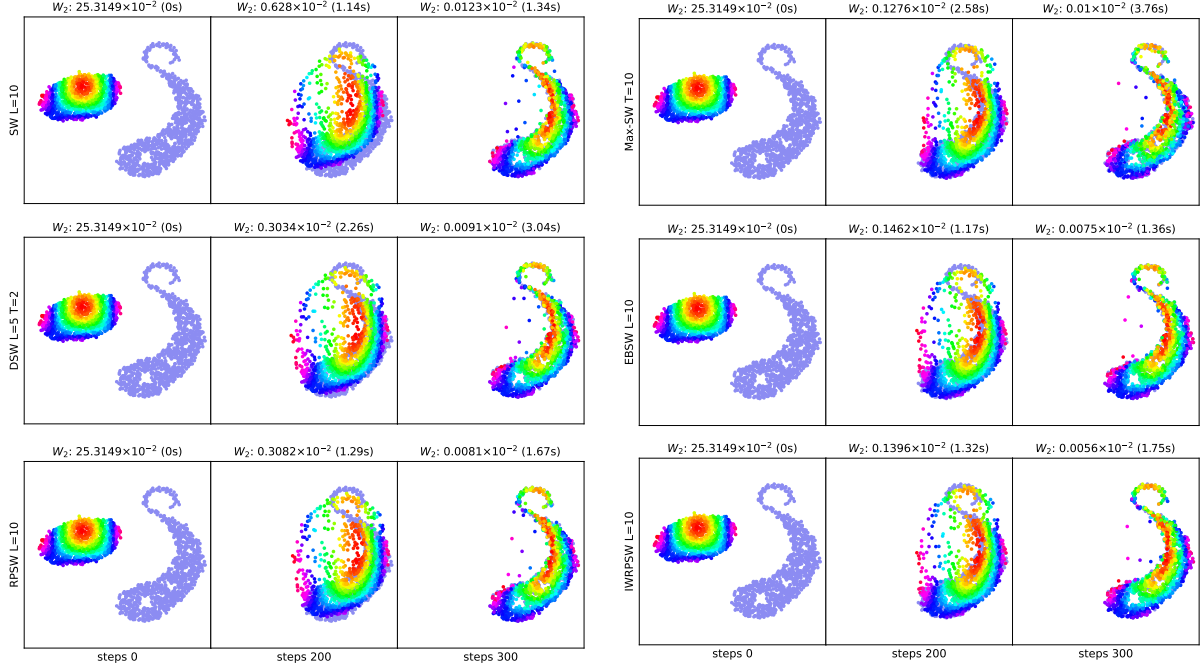 W₂: 25.3149×10⁻² (0s)
W₂: 0.628×10⁻² (1.14s)
W₂: 0.0123×10⁻² (1.34s)
SW L=10
W₂: 25.3149×10⁻² (0s)
W₂: 0.1276×10⁻² (2.58s)
W₂: 0.01×10⁻² (3.76s)
Max-SW T=10
W₂: 25.3149×10⁻² (0s)
W₂: 0.3034×10⁻² (2.26s)
W₂: 0.0091×10⁻² (3.04s)
DSW L=5 T=2
W₂: 25.3149×10⁻² (0s)
W₂: 0.1462×10⁻² (1.17s)
W₂: 0.0075×10⁻² (1.36s)
EBSW L=10
W₂: 25.3149×10⁻² (0s)
W₂: 0.3082×10⁻² (1.29s)
W₂: 0.0081×10⁻² (1.67s)
RPSW L=10
W₂: 25.3149×10⁻² (0s)
W₂: 0.1396×10⁻² (1.32s)
W₂: 0.0056×10⁻² (1.75s)
IWRPSW L=10
steps 0
steps 200
steps 300
steps 0
steps 200
steps 300